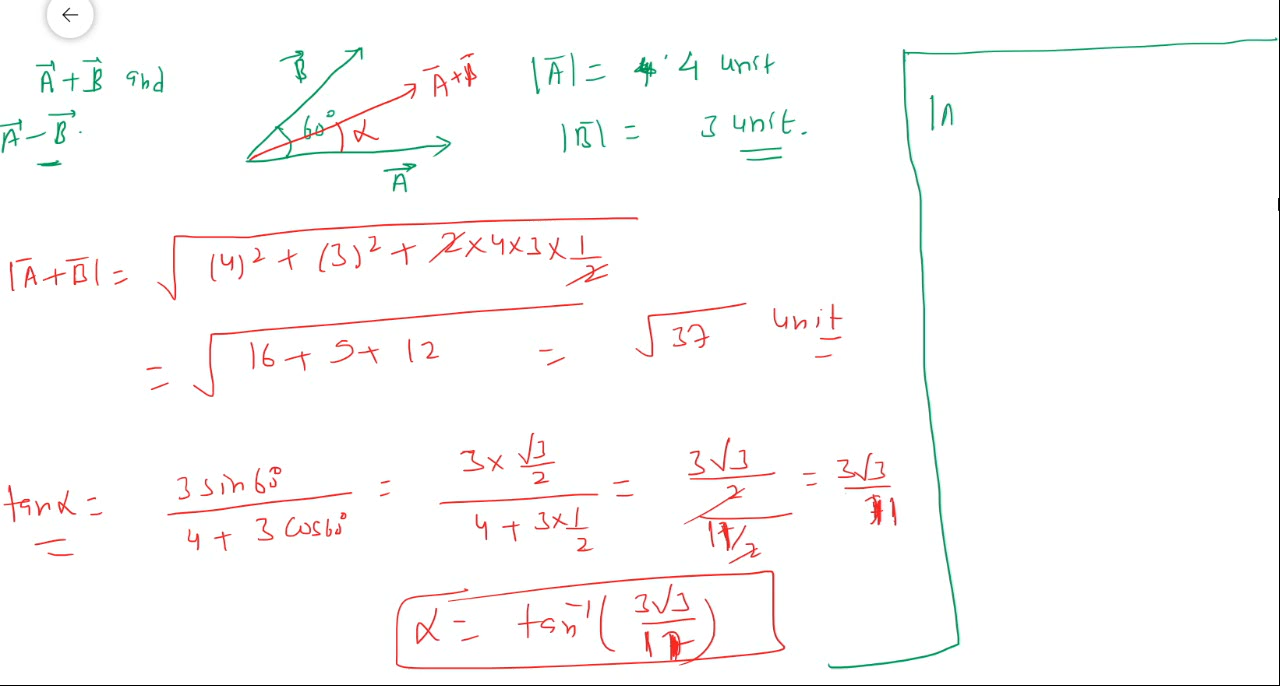 A⃗ + B⃗ and
A⃗ − B⃗.
B⃗
A̅ + B̅
60° α
A⃗
|A̅| = 4 unit
|B̅| = 3 unit.
|A̅ + B̅| = √((4)² + (3)² + 2×4×3×1/2)
= √(16 + 9 + 12) = √37 unit
tanα = 3 sin60°/(4 + 3 cos60°) = (3×√3/2)/(4 + 3×1/2) = (3√3/2)/(11/2) = 3√3/11
α = tan⁻¹(3√3/11)